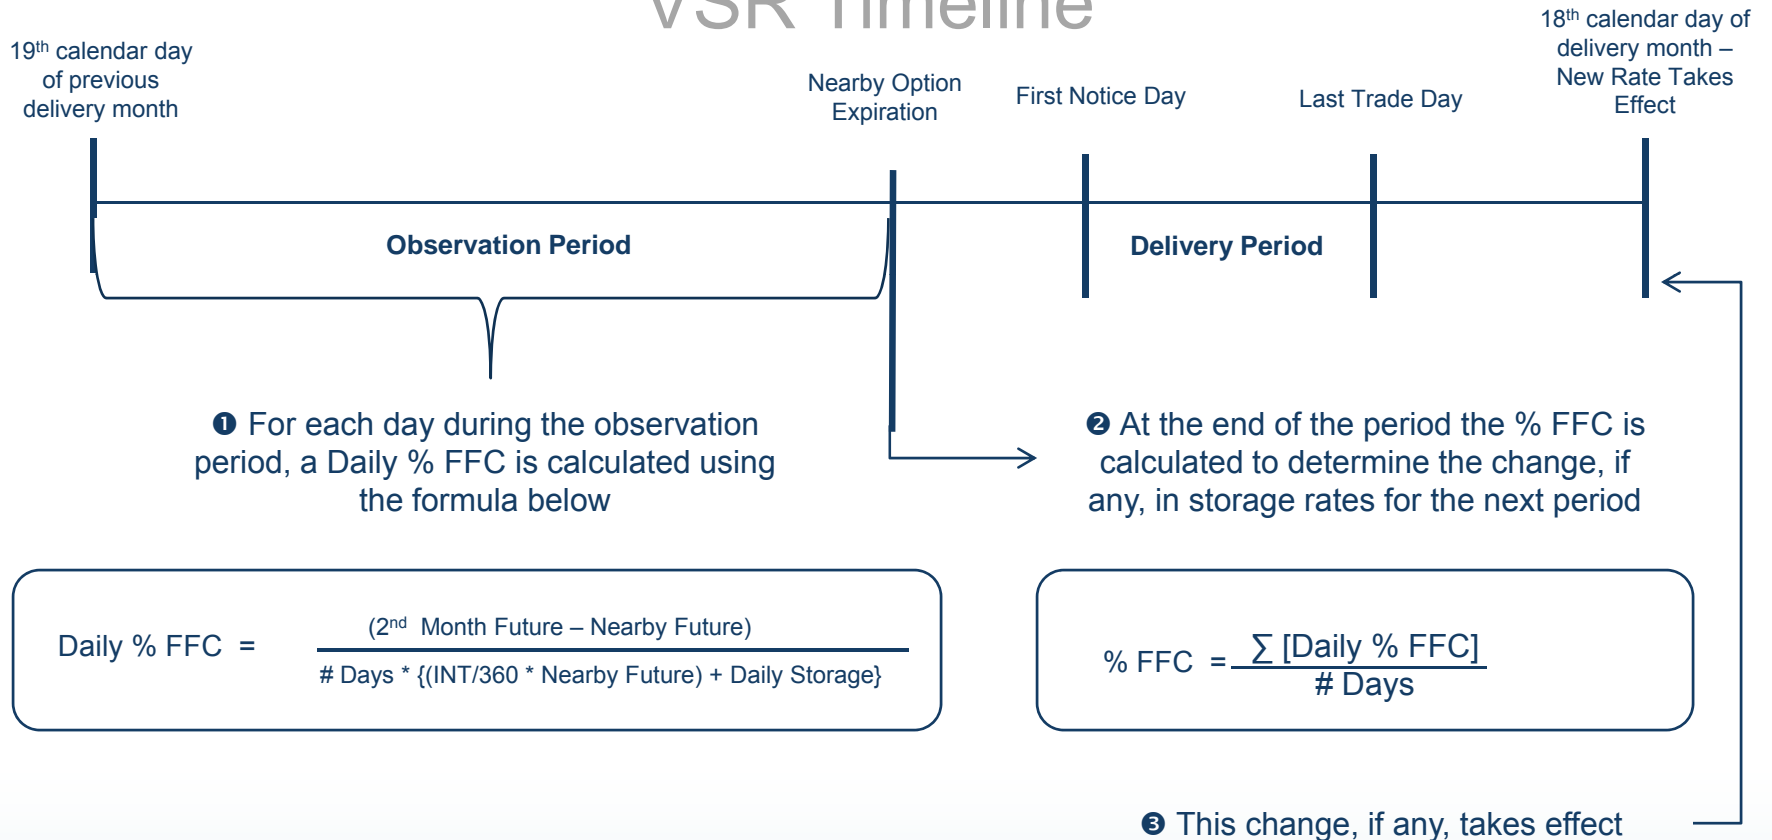 VSR Timeline
19th calendar day
of previous
delivery month
Nearby Option
Expiration
First Notice Day
Last Trade Day
18th calendar day of
delivery month –
New Rate Takes
Effect
Observation Period
Delivery Period
❶ For each day during the observation
period, a Daily % FFC is calculated using
the formula below
❷ At the end of the period the % FFC is
calculated to determine the change, if
any, in storage rates for the next period
Daily % FFC =
(2nd Month Future – Nearby Future)
# Days * {(INT/360 * Nearby Future) + Daily Storage}
% FFC =
∑ [Daily % FFC]
# Days
❸ This change, if any, takes effect